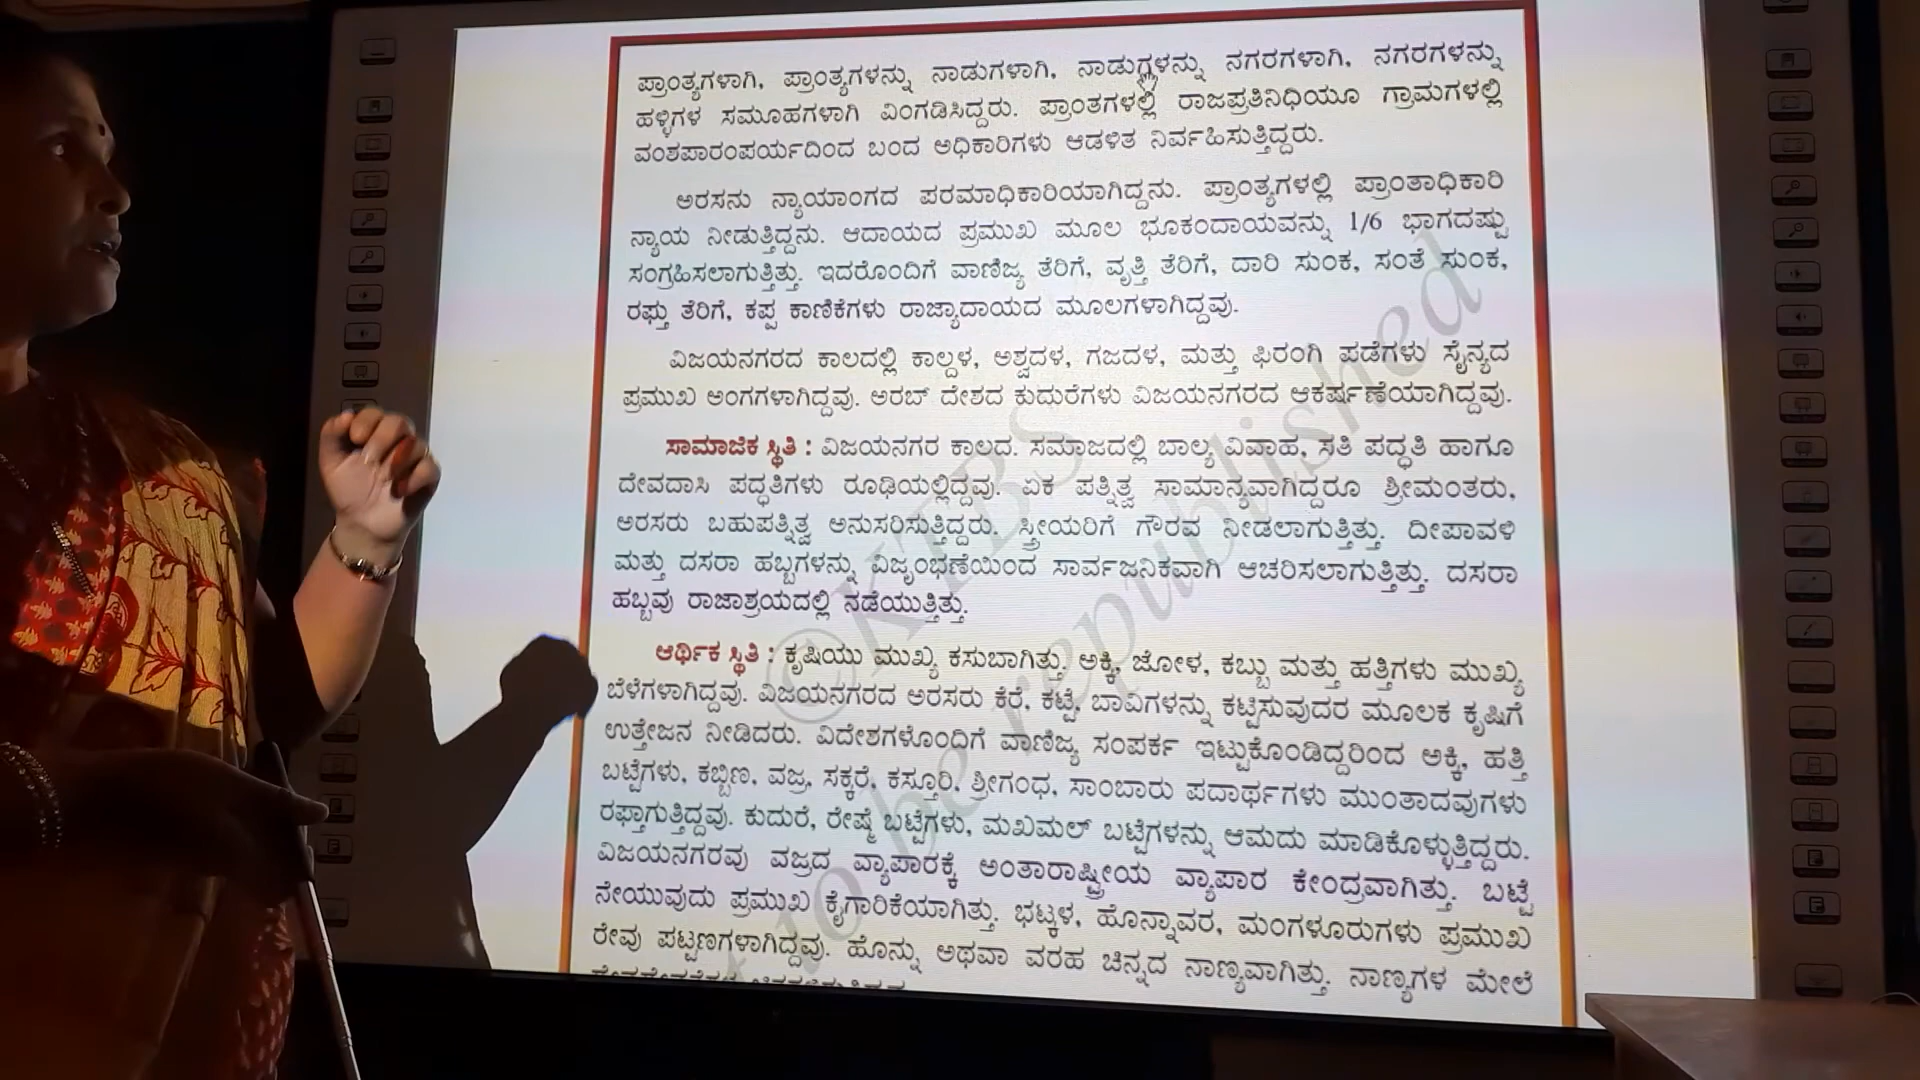 ಪ್ರಾಂತ್ಯಗಳಾಗಿ, ಪ್ರಾಂತ್ಯಗಳನ್ನು ನಾಡುಗಳಾಗಿ, ನಾಡುಗಳನ್ನು ನಗರಗಳಾಗಿ, ನಗರಗಳನ್ನು
ಹಳ್ಳಿಗಳ ಸಮೂಹಗಳಾಗಿ ವಿಂಗಡಿಸಿದ್ದರು. ಪ್ರಾಂತಗಳಲ್ಲಿ ರಾಜಪ್ರತಿನಿಧಿಯೂ ಗ್ರಾಮಗಳಲ್ಲಿ
ವಂಶಪಾರಂಪರ್ಯದಿಂದ ಬಂದ ಅಧಿಕಾರಿಗಳು ಆಡಳಿತ ನಿರ್ವಹಿಸುತ್ತಿದ್ದರು.
ಅರಸನು ನ್ಯಾಯಾಂಗದ ಪರಮಾಧಿಕಾರಿಯಾಗಿದ್ದನು. ಪ್ರಾಂತ್ಯಗಳಲ್ಲಿ ಪ್ರಾಂತಾಧಿಕಾರಿ
ನ್ಯಾಯ ನೀಡುತ್ತಿದ್ದನು. ಆದಾಯದ ಪ್ರಮುಖ ಮೂಲ ಭೂಕಂದಾಯವನ್ನು 1/6 ಭಾಗದಷ್ಟು
ಸಂಗ್ರಹಿಸಲಾಗುತ್ತಿತ್ತು. ಇದರೊಂದಿಗೆ ವಾಣಿಜ್ಯ ತೆರಿಗೆ, ವೃತ್ತಿ ತೆರಿಗೆ, ದಾರಿ ಸುಂಕ, ಸಂತೆ ಸುಂಕ,
ರಫ್ತು ತೆರಿಗೆ, ಕಪ್ಪ ಕಾಣಿಕೆಗಳು ರಾಜ್ಯಾದಾಯದ ಮೂಲಗಳಾಗಿದ್ದವು.
ವಿಜಯನಗರದ ಕಾಲದಲ್ಲಿ ಕಾಲ್ದಳ, ಅಶ್ವದಳ, ಗಜದಳ, ಮತ್ತು ಫಿರಂಗಿ ಪಡೆಗಳು ಸೈನ್ಯದ
ಪ್ರಮುಖ ಅಂಗಗಳಾಗಿದ್ದವು. ಅರಬ್ ದೇಶದ ಕುದುರೆಗಳು ವಿಜಯನಗರದ ಆಕರ್ಷಣೆಯಾಗಿದ್ದವು.
ಸಾಮಾಜಿಕ ಸ್ಥಿತಿ : ವಿಜಯನಗರ ಕಾಲದ. ಸಮಾಜದಲ್ಲಿ ಬಾಲ್ಯ ವಿವಾಹ, ಸತಿ ಪದ್ಧತಿ ಹಾಗೂ
ದೇವದಾಸಿ ಪದ್ಧತಿಗಳು ರೂಢಿಯಲ್ಲಿದ್ದವು. ಏಕ ಪತ್ನಿತ್ವ ಸಾಮಾನ್ಯವಾಗಿದ್ದರೂ ಶ್ರೀಮಂತರು,
ಅರಸರು ಬಹುಪತ್ನಿತ್ವ ಅನುಸರಿಸುತ್ತಿದ್ದರು. ಸ್ತ್ರೀಯರಿಗೆ ಗೌರವ ನೀಡಲಾಗುತ್ತಿತ್ತು. ದೀಪಾವಳಿ
ಮತ್ತು ದಸರಾ ಹಬ್ಬಗಳನ್ನು ವಿಜೃಂಭಣೆಯಿಂದ ಸಾರ್ವಜನಿಕವಾಗಿ ಆಚರಿಸಲಾಗುತ್ತಿತ್ತು. ದಸರಾ
ಹಬ್ಬವು ರಾಜಾಶ್ರಯದಲ್ಲಿ ನಡೆಯುತ್ತಿತ್ತು.
ಆರ್ಥಿಕ ಸ್ಥಿತಿ : ಕೃಷಿಯು ಮುಖ್ಯ ಕಸುಬಾಗಿತ್ತು. ಅಕ್ಕಿ, ಜೋಳ, ಕಬ್ಬು ಮತ್ತು ಹತ್ತಿಗಳು ಮುಖ್ಯ
ಬೆಳೆಗಳಾಗಿದ್ದವು. ವಿಜಯನಗರದ ಅರಸರು ಕೆರೆ, ಕಟ್ಟೆ, ಬಾವಿಗಳನ್ನು ಕಟ್ಟಿಸುವುದರ ಮೂಲಕ ಕೃಷಿಗೆ
ಉತ್ತೇಜನ ನೀಡಿದರು. ವಿದೇಶಗಳೊಂದಿಗೆ ವಾಣಿಜ್ಯ ಸಂಪರ್ಕ ಇಟ್ಟುಕೊಂಡಿದ್ದರಿಂದ ಅಕ್ಕಿ, ಹತ್ತಿ
ಬಟ್ಟೆಗಳು, ಕಬ್ಬಿಣ, ವಜ್ರ, ಸಕ್ಕರೆ, ಕಸ್ತೂರಿ, ಶ್ರೀಗಂಧ, ಸಾಂಬಾರು ಪದಾರ್ಥಗಳು ಮುಂತಾದವುಗಳು
ರಫ್ತಾಗುತ್ತಿದ್ದವು. ಕುದುರೆ, ರೇಷ್ಮೆ ಬಟ್ಟೆಗಳು, ಮಖಮಲ್ ಬಟ್ಟೆಗಳನ್ನು ಆಮದು ಮಾಡಿಕೊಳ್ಳುತ್ತಿದ್ದರು.
ವಿಜಯನಗರವು ವಜ್ರದ ವ್ಯಾಪಾರಕ್ಕೆ ಅಂತಾರಾಷ್ಟ್ರೀಯ ವ್ಯಾಪಾರ ಕೇಂದ್ರವಾಗಿತ್ತು. ಬಟ್ಟೆ
ನೇಯುವುದು ಪ್ರಮುಖ ಕೈಗಾರಿಕೆಯಾಗಿತ್ತು. ಭಟ್ಕಳ, ಹೊನ್ನಾವರ, ಮಂಗಳೂರುಗಳು ಪ್ರಮುಖ
ರೇವು ಪಟ್ಟಣಗಳಾಗಿದ್ದವು. ಹೊನ್ನು ಅಥವಾ ವರಹ ಚಿನ್ನದ ನಾಣ್ಯವಾಗಿತ್ತು. ನಾಣ್ಯಗಳ ಮೇಲೆ
©KTBS
to be republished